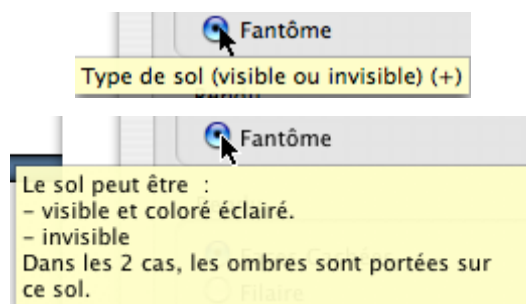 Fantôme
Type de sol (visible ou invisible) (+)
Fantôme
Le sol peut être  :
– visible et coloré éclairé.
– invisible
Dans les 2 cas, les ombres sont portées sur
ce sol.
Filaire